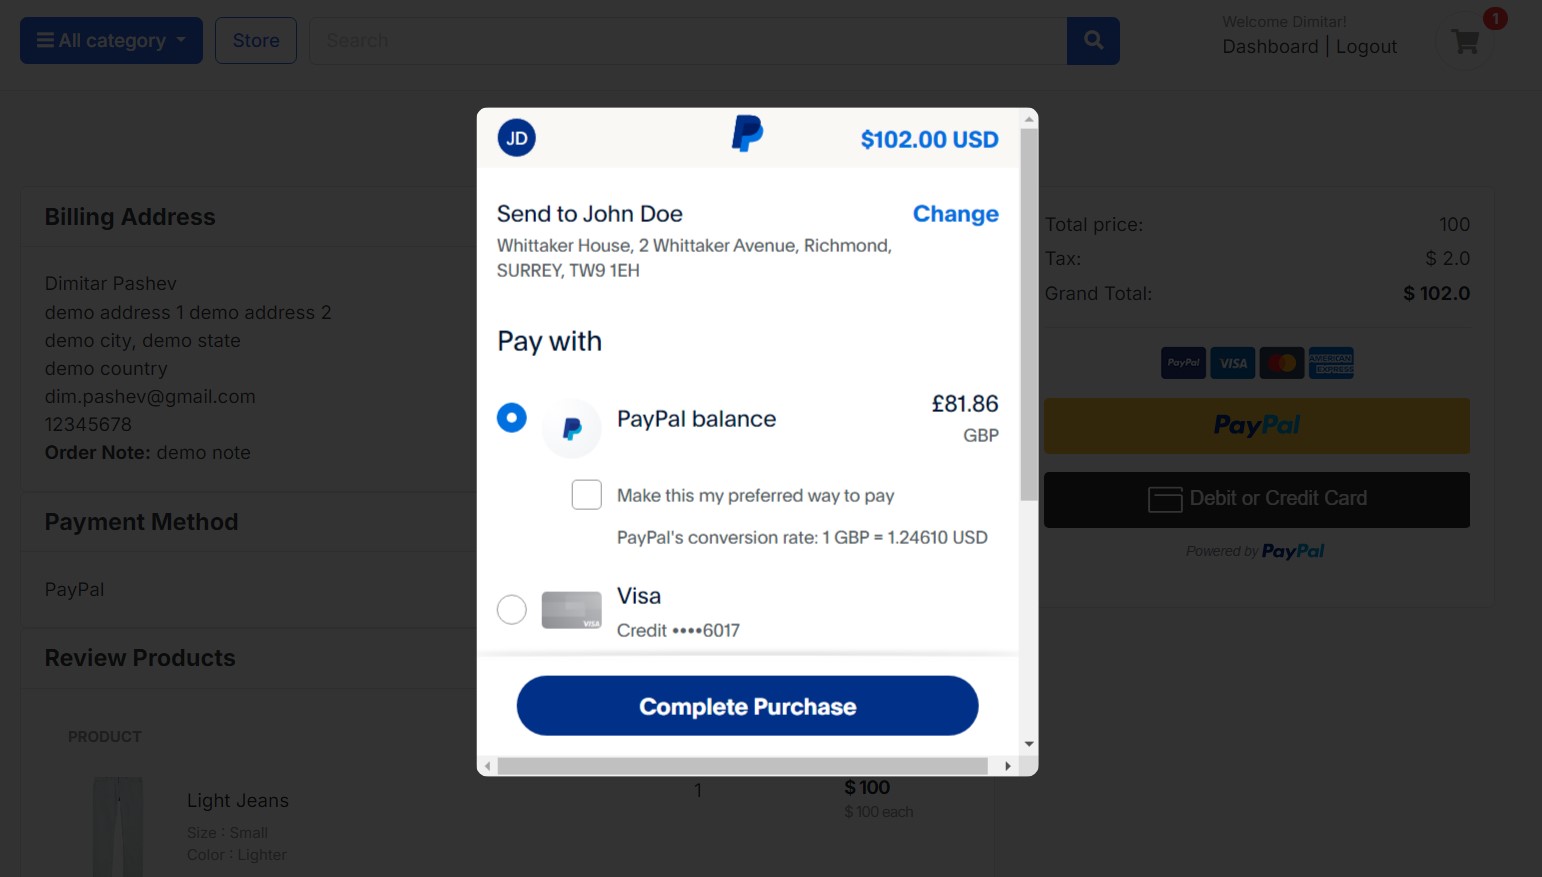 All category
Store
Search
Welcome Dimitar!
Dashboard | Logout
1
JD
$102.00 USD
Send to John Doe
Change
Whittaker House, 2 Whittaker Avenue, Richmond,
SURREY, TW9 1EH
Pay with
PayPal balance
£81.86
GBP
Make this my preferred way to pay
PayPal's conversion rate: 1 GBP = 1.24610 USD
Visa
VISA
Credit ••••6017
Complete Purchase
Billing Address
Dimitar Pashev
demo address 1 demo address 2
demo city, demo state
demo country
dim.pashev@gmail.com
12345678
Order Note: demo note
Payment Method
PayPal
Review Products
PRODUCT
Light Jeans
Size : Small
Color : Lighter
1
$ 100
$ 100 each
Total price: 100
Tax: $ 2.0
Grand Total: $ 102.0
PayPal
VISA
AMERICAN
EXPRESS
PayPal
Debit or Credit Card
Powered by PayPal